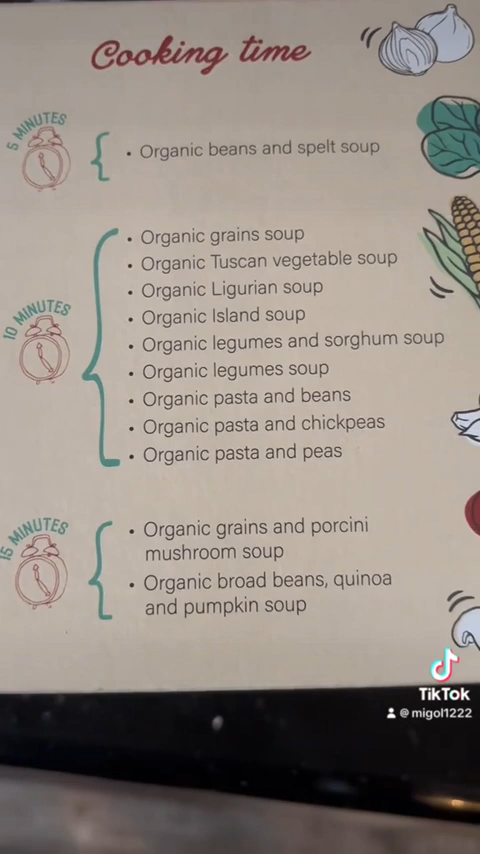 Cooking time
5 MINUTES
• Organic beans and spelt soup
10 MINUTES
• Organic grains soup
• Organic Tuscan vegetable soup
• Organic Ligurian soup
• Organic Island soup
• Organic legumes and sorghum soup
• Organic legumes soup
• Organic pasta and beans
• Organic pasta and chickpeas
• Organic pasta and peas
15 MINUTES
• Organic grains and porcini
mushroom soup
• Organic broad beans, quinoa
and pumpkin soup
TikTok
@migol1222